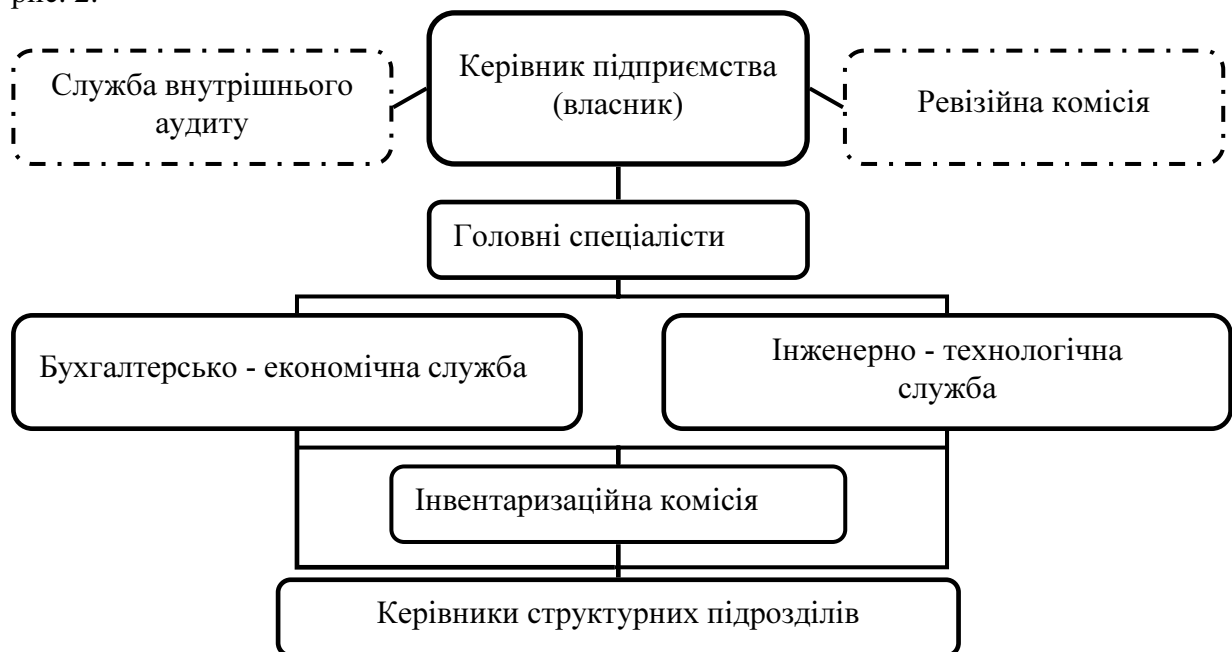 рис. 2.
Керівник підприємства
(власник)
Служба внутрішнього
аудиту
Ревізійна комісія
Головні спеціалісти
Бухгалтерсько - економічна служба
Інженерно - технологічна
служба
Інвентаризаційна комісія
Керівники структурних підрозділів